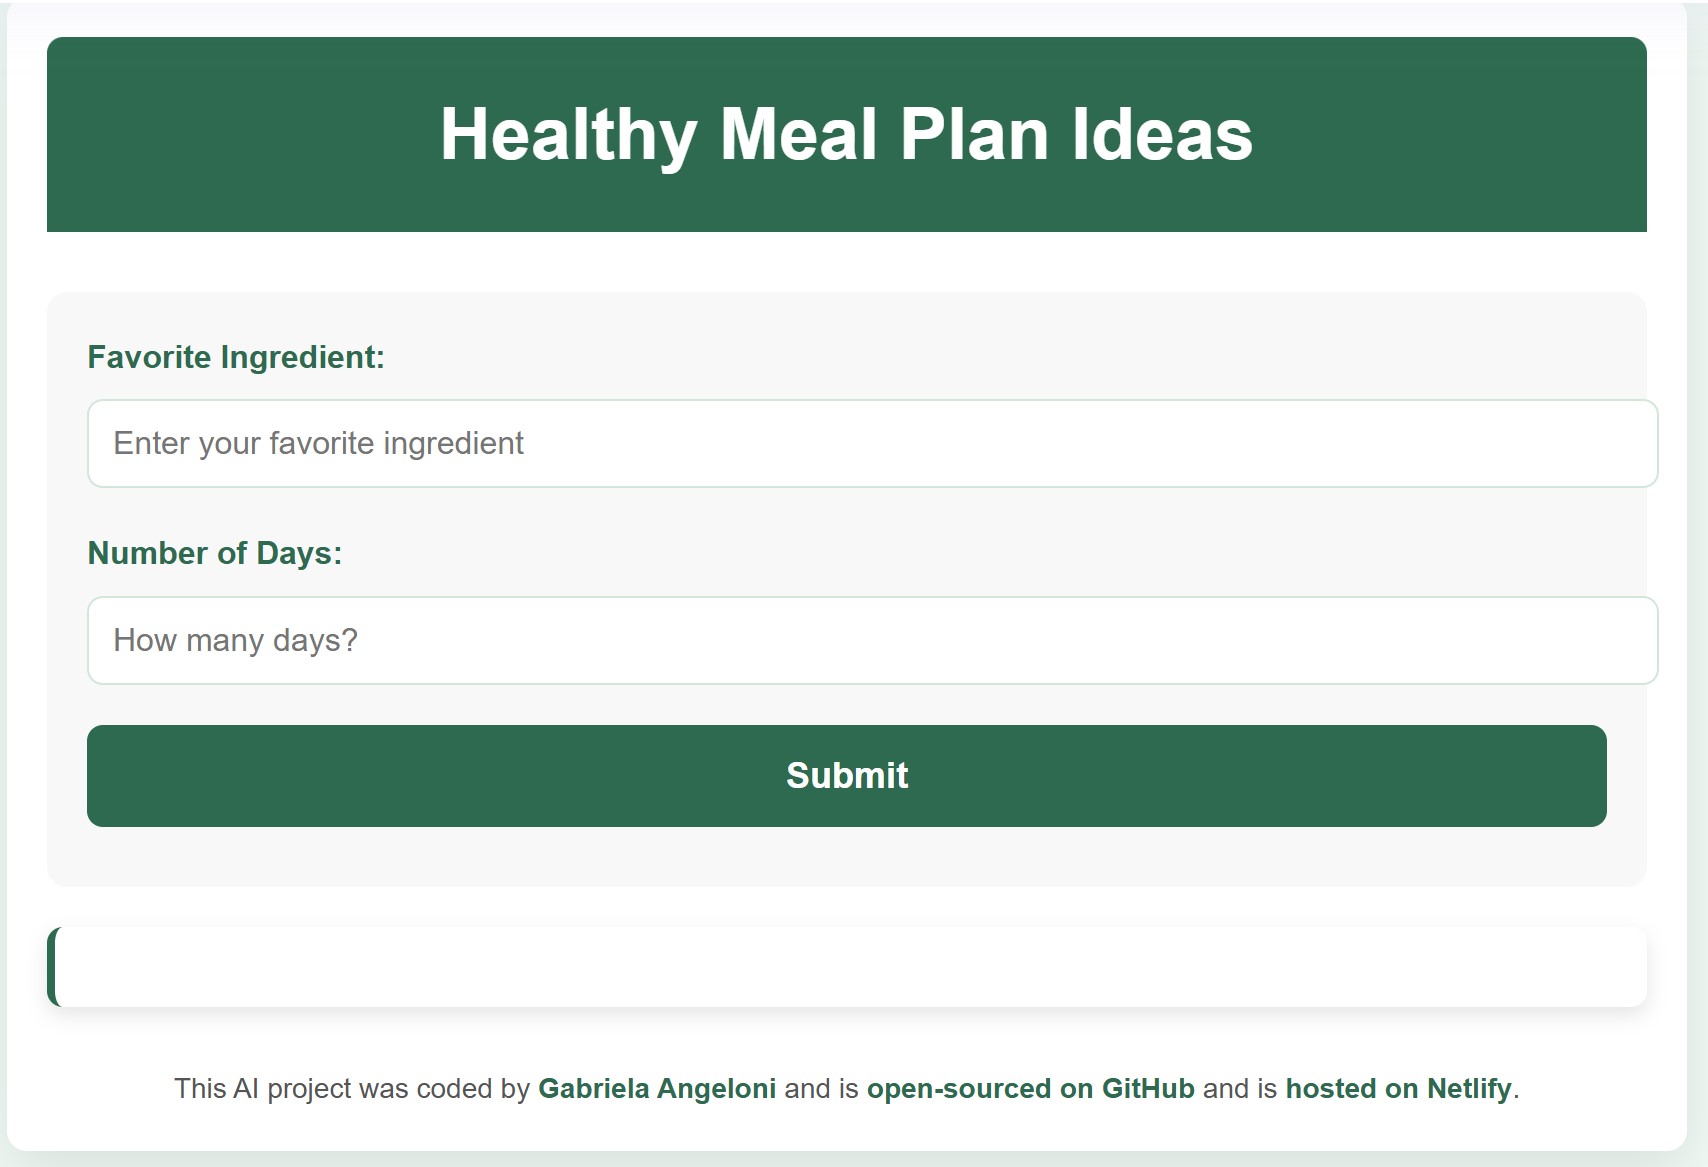 Healthy Meal Plan Ideas
Favorite Ingredient:
Enter your favorite ingredient
Number of Days:
How many days?
Submit
This AI project was coded by Gabriela Angeloni and is open-sourced on GitHub and is hosted on Netlify.